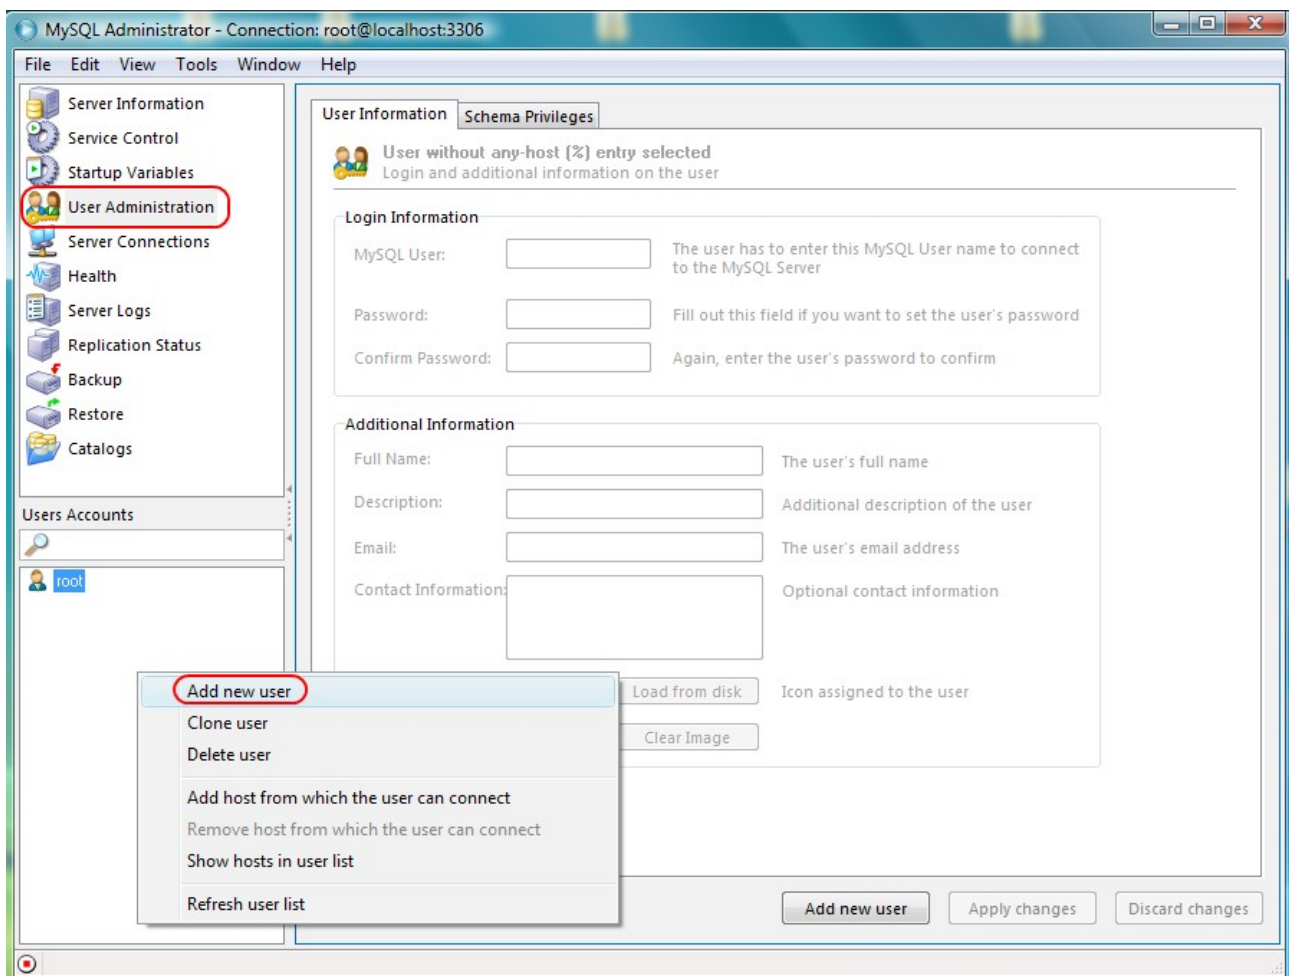 MySQL Administrator - Connection: root@localhost:3306
File Edit View Tools Window Help
Server Information
Service Control
Startup Variables
User Administration
Server Connections
Health
Server Logs
Replication Status
Backup
Restore
Catalogs
Users Accounts
root
User Information Schema Privileges
User without any-host (%) entry selected
Login and additional information on the user
Login Information
MySQL User: The user has to enter this MySQL User name to connect
to the MySQL Server
Password: Fill out this field if you want to set the user's password
Confirm Password: Again, enter the user's password to confirm
Additional Information
Full Name: The user's full name
Description: Additional description of the user
Email: The user's email address
Contact Information: Optional contact information
Load from disk Icon assigned to the user
Clear Image
Add new user
Clone user
Delete user
Add host from which the user can connect
Remove host from which the user can connect
Show hosts in user list
Refresh user list
Add new user Apply changes Discard changes